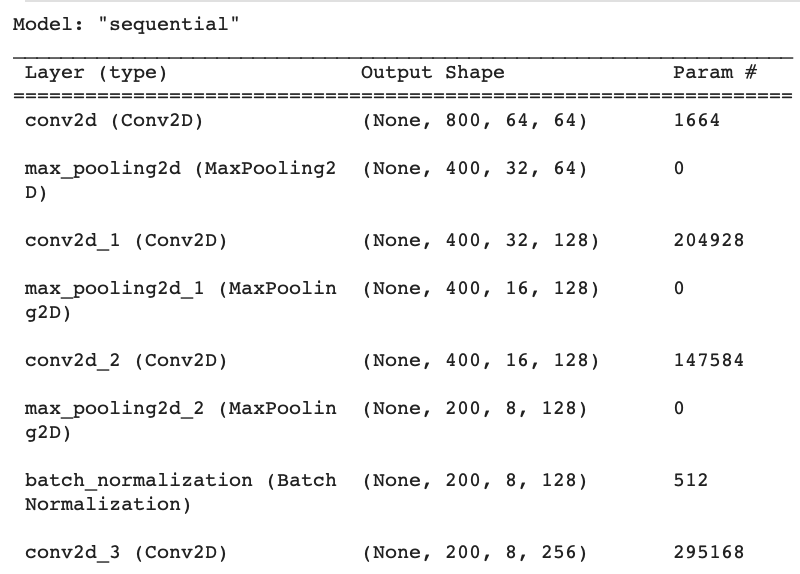 Model: "sequential"
Layer (type) Output Shape Param #
conv2d (Conv2D) (None, 800, 64, 64) 1664
max_pooling2d (MaxPooling2 (None, 400, 32, 64) 0
D)
conv2d_1 (Conv2D) (None, 400, 32, 128) 204928
max_pooling2d_1 (MaxPoolin (None, 400, 16, 128) 0
g2D)
conv2d_2 (Conv2D) (None, 400, 16, 128) 147584
max_pooling2d_2 (MaxPoolin (None, 200, 8, 128) 0
g2D)
batch_normalization (Batch (None, 200, 8, 128) 512
Normalization)
conv2d_3 (Conv2D) (None, 200, 8, 256) 295168